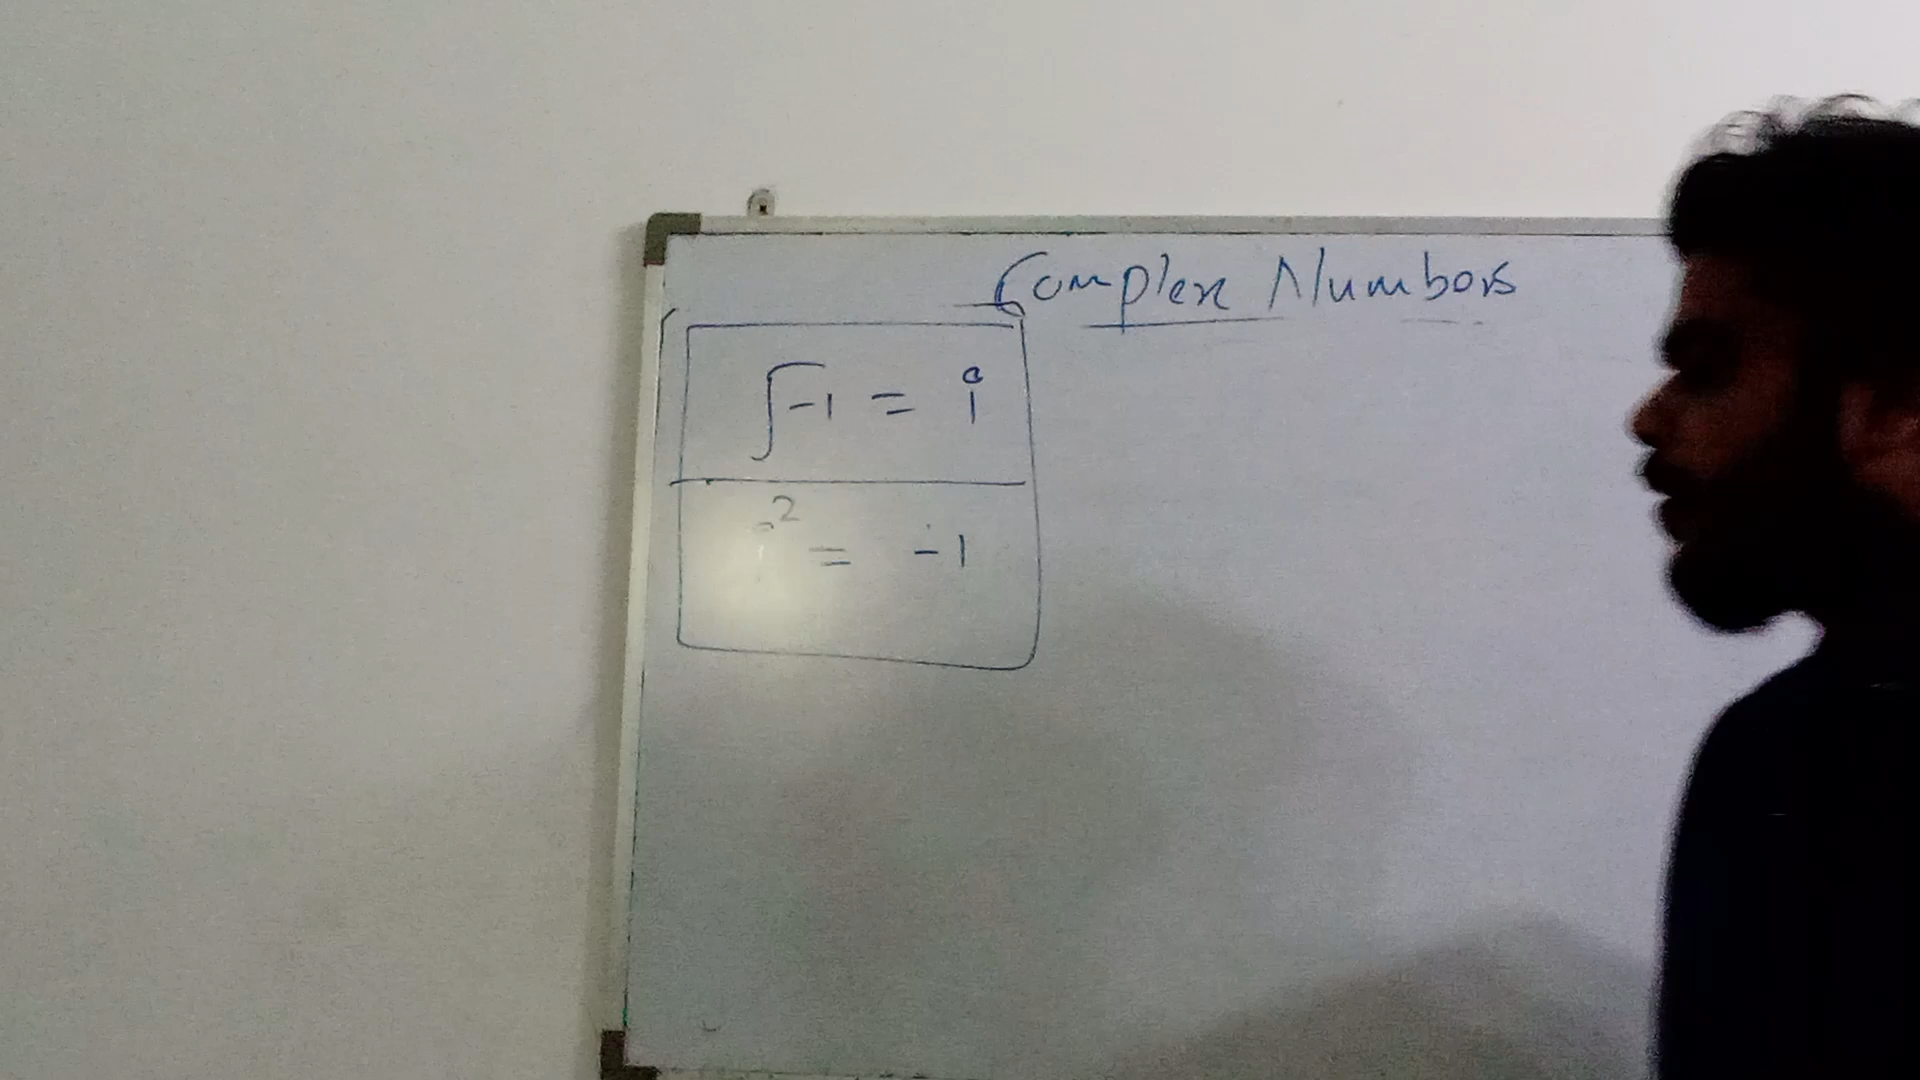 Complex Numbers
√-1 = i
i² = -1